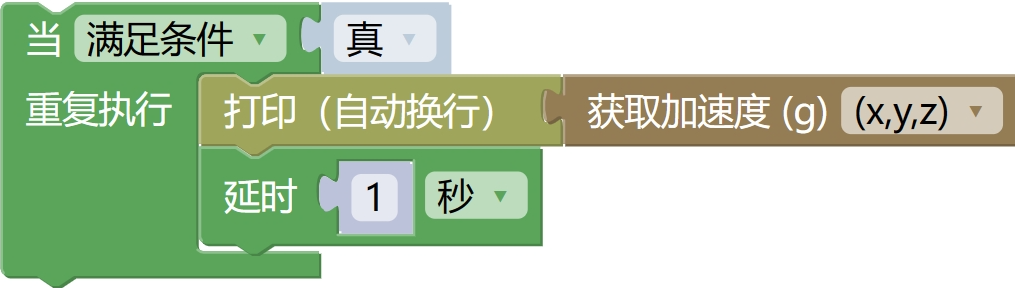 当 满足条件 真
重复执行 打印（自动换行） 获取加速度 (g) (x,y,z)
延时 1 秒